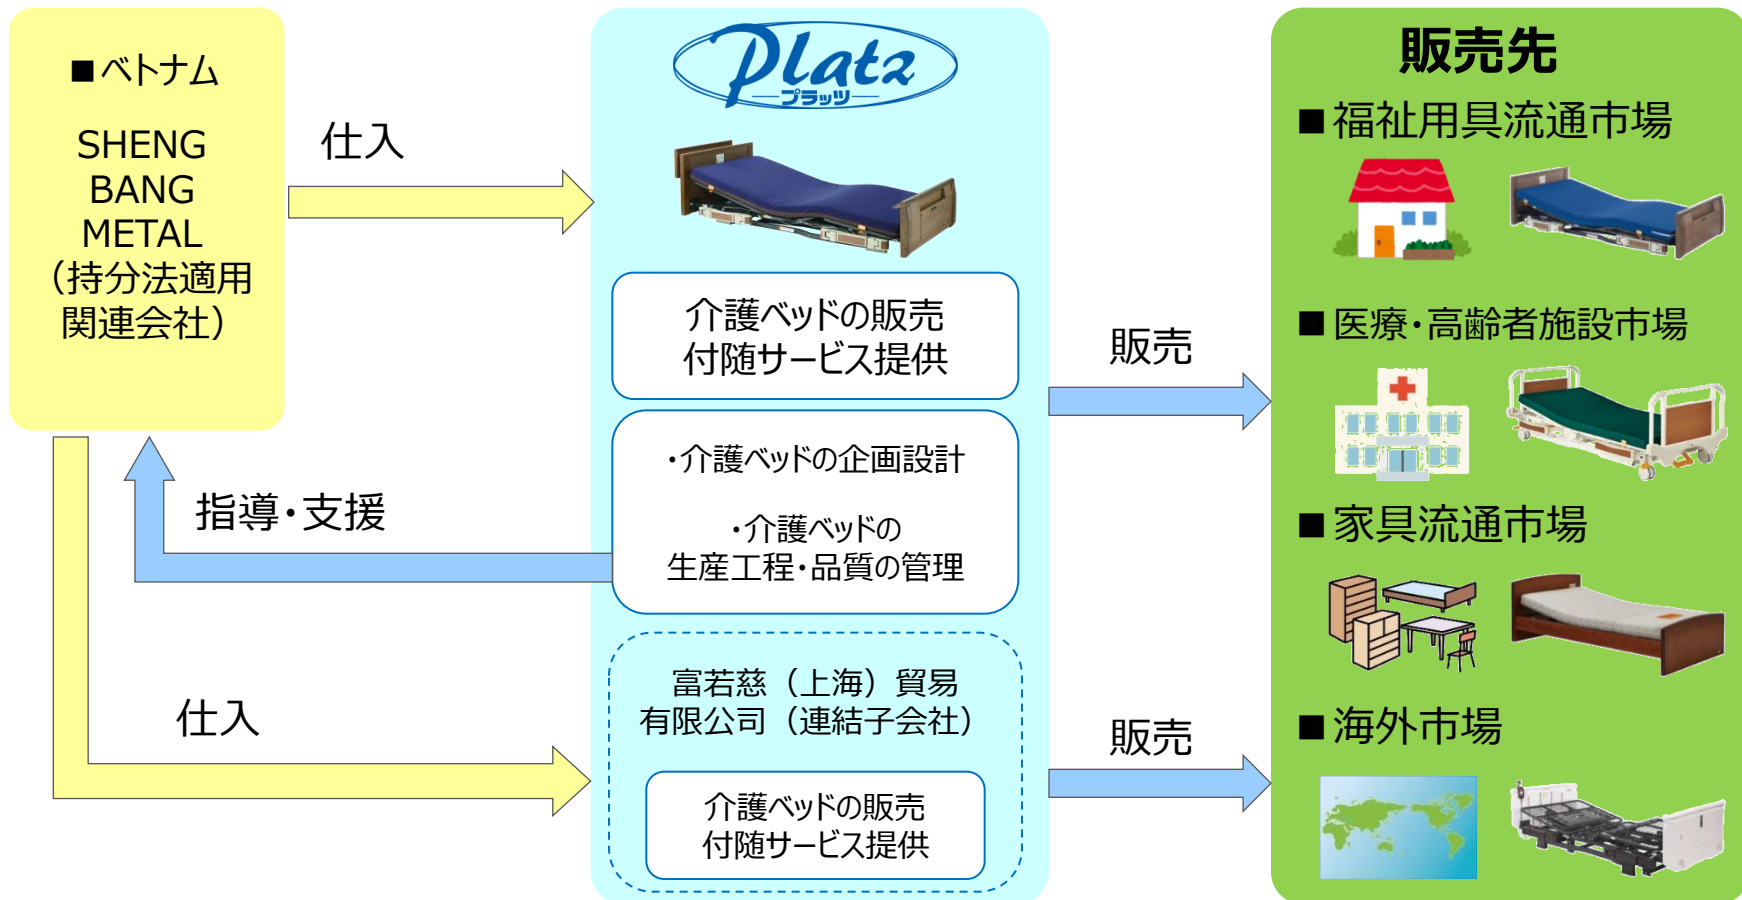 ■ベトナム
SHENG
BANG
METAL
（持分法適用
関連会社）
仕入
Platz
プラッツ
介護ベッドの販売
付随サービス提供
・介護ベッドの企画設計
・介護ベッドの
生産工程・品質の管理
指導・支援
仕入
富若慈（上海）貿易
有限公司（連結子会社）
介護ベッドの販売
付随サービス提供
販売
販売
販売先
■福祉用具流通市場
■医療・高齢者施設市場
■家具流通市場
■海外市場